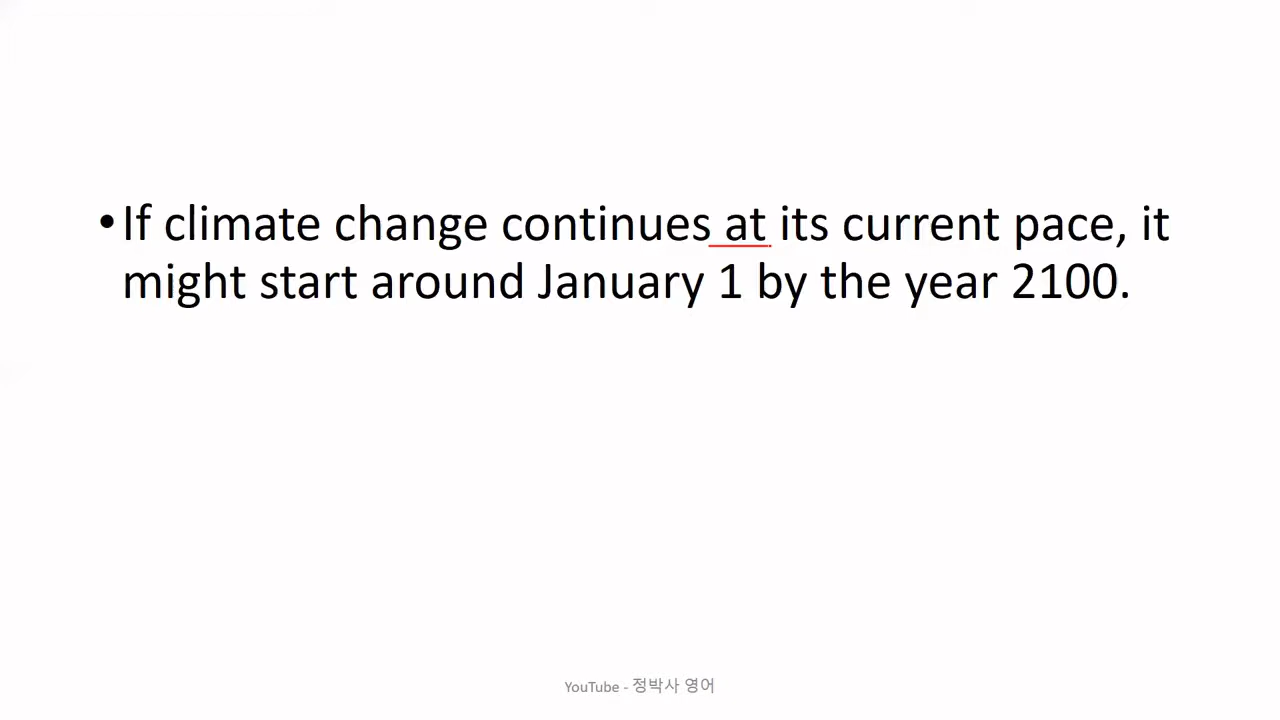 •If climate change continues at its current pace, it
might start around January 1 by the year 2100.
YouTube - 정박사 영어